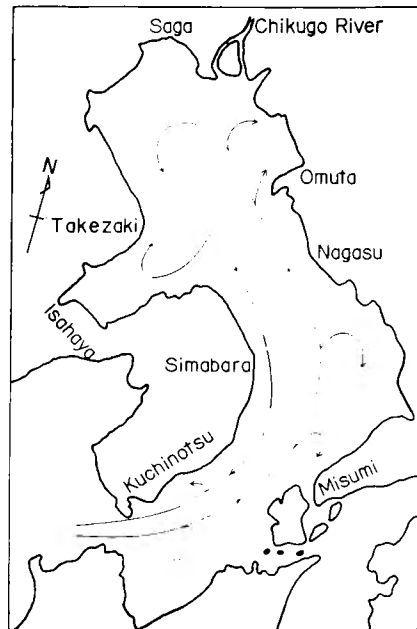 Saga
Chikugo River
N
Omuta
Takezaki
Nagasu
Isahaya
Simabara
Kuchinotsu
Misumi